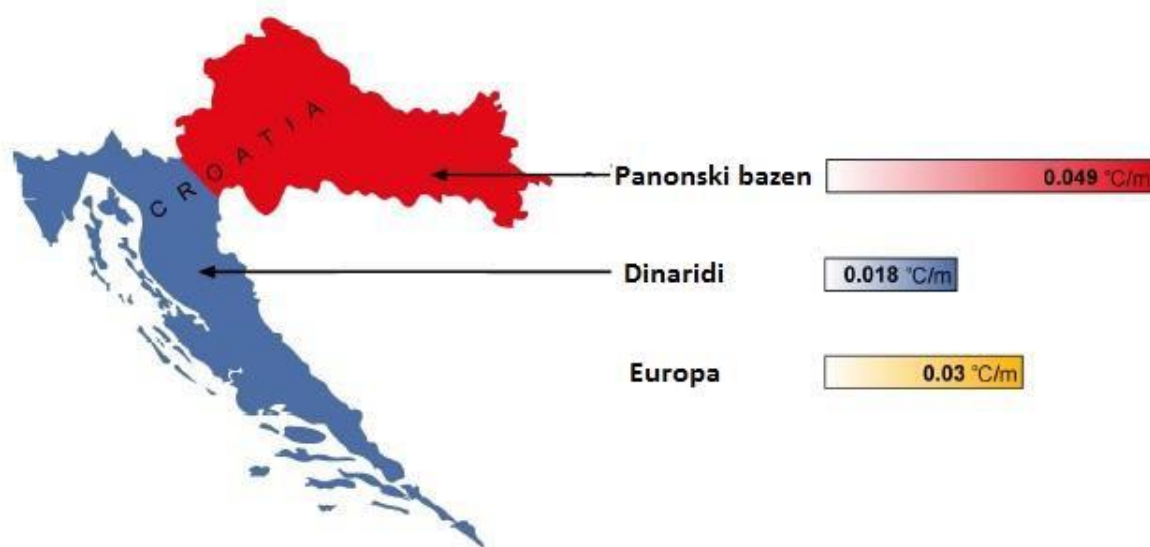 CROATIA
Panonski bazen
0.049 °C/m
Dinaridi
0.018 °C/m
Europa
0.03 °C/m